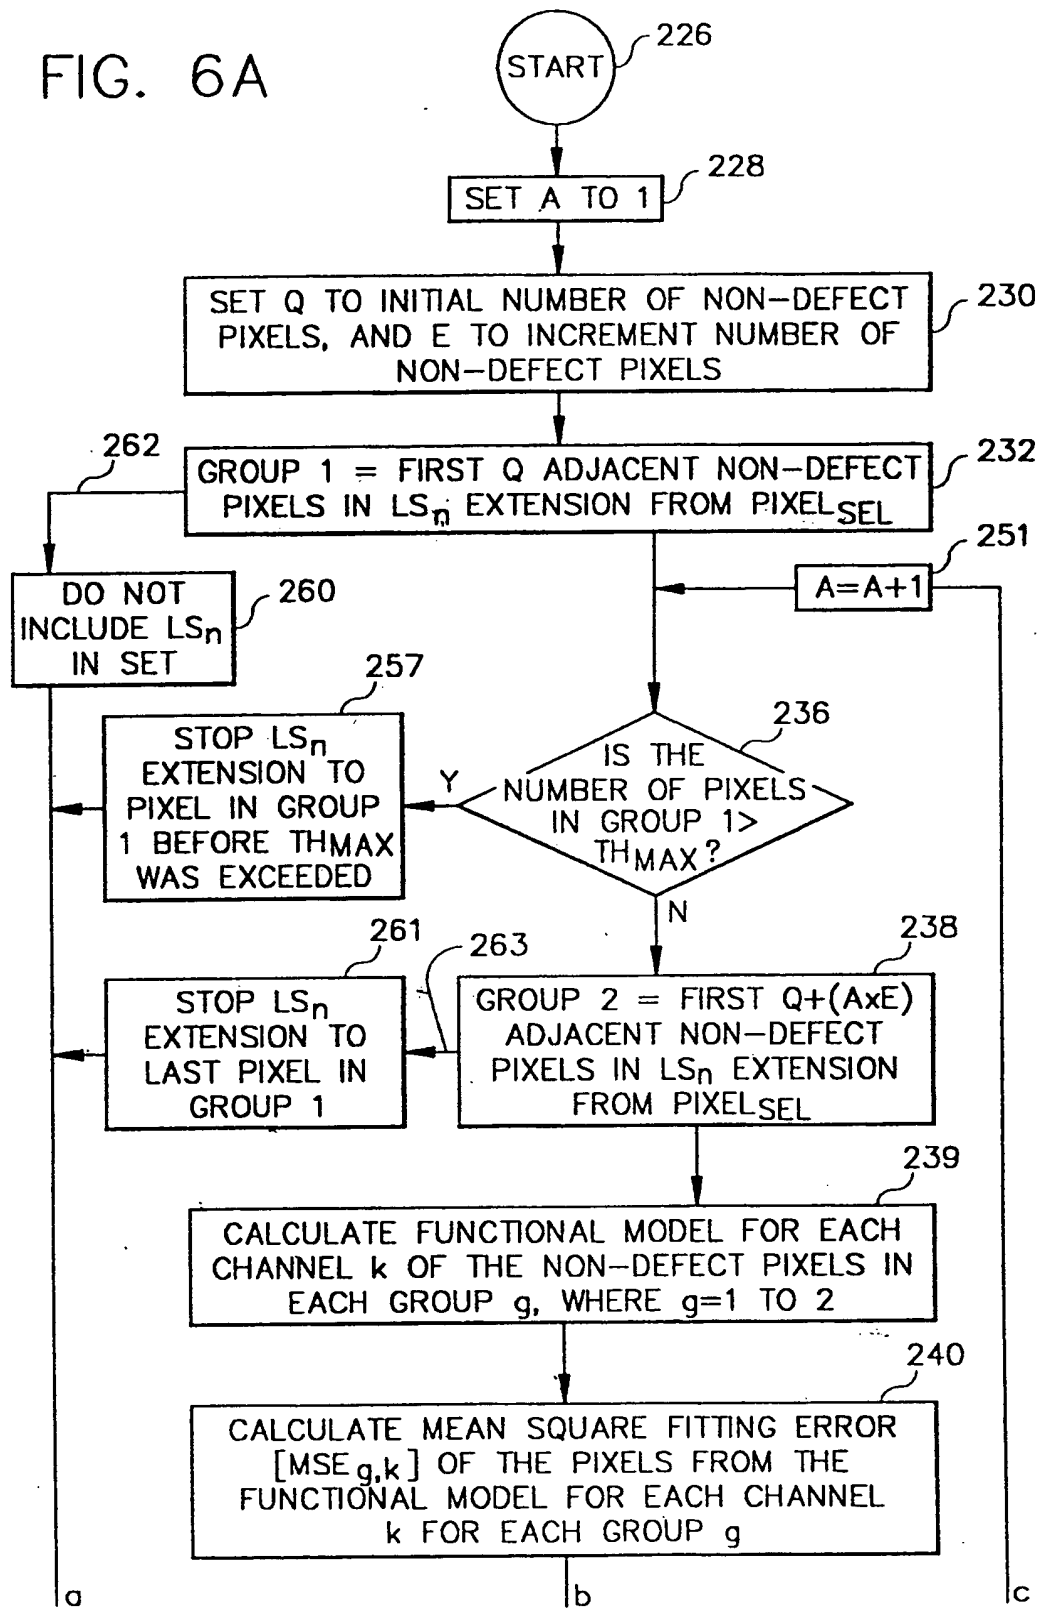 FIG. 6A
START
226
SET A TO 1
228
SET Q TO INITIAL NUMBER OF NON-DEFECT
PIXELS, AND E TO INCREMENT NUMBER OF
NON-DEFECT PIXELS
230
262
GROUP 1 = FIRST Q ADJACENT NON-DEFECT
PIXELS IN LSn EXTENSION FROM PIXELSEL
232
251
A=A+1
DO NOT
INCLUDE LSn
IN SET
260
257
STOP LSn
EXTENSION TO
PIXEL IN GROUP
1 BEFORE THMAX
WAS EXCEEDED
Y
236
IS THE
NUMBER OF PIXELS
IN GROUP 1>
THMAX?
N
261
263
238
STOP LSn
EXTENSION TO
LAST PIXEL IN
GROUP 1
GROUP 2 = FIRST Q+(AxE)
ADJACENT NON-DEFECT
PIXELS IN LSn EXTENSION
FROM PIXELSEL
239
CALCULATE FUNCTIONAL MODEL FOR EACH
CHANNEL k OF THE NON-DEFECT PIXELS IN
EACH GROUP g, WHERE g=1 TO 2
240
CALCULATE MEAN SQUARE FITTING ERROR
[MSEg,k] OF THE PIXELS FROM THE
FUNCTIONAL MODEL FOR EACH CHANNEL
k FOR EACH GROUP g
a
b
c